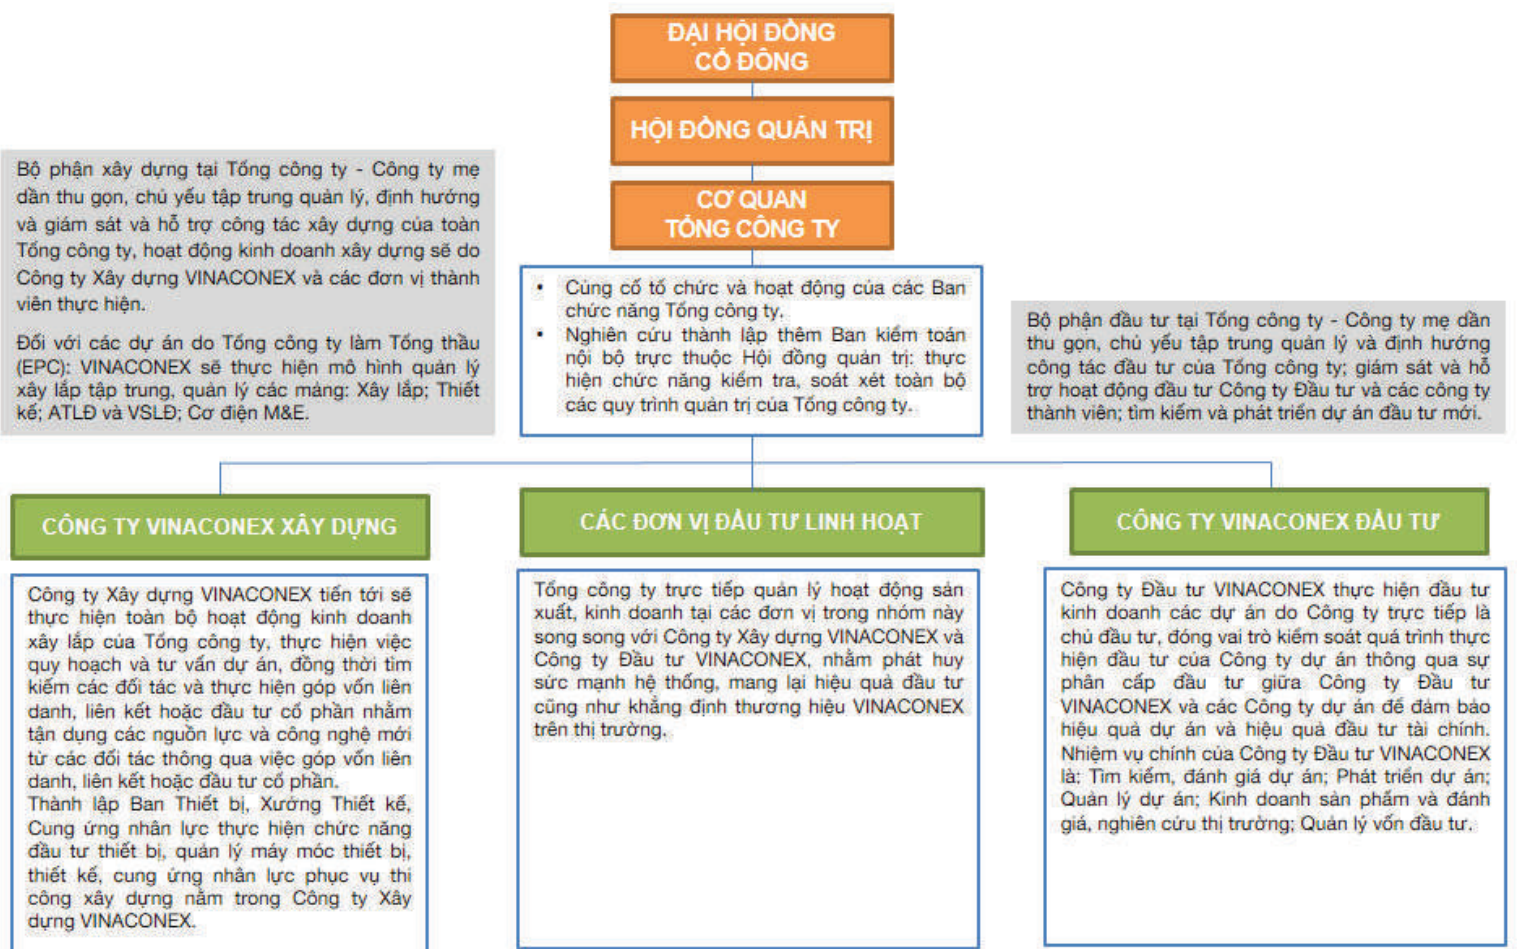 ĐẠI HỘI ĐỒNG
CỔ ĐÔNG
HỘI ĐỒNG QUẢN TRỊ
CƠ QUAN
TỔNG CÔNG TY
Bộ phận xây dựng tại Tổng công ty - Công ty mẹ
dần thu gọn, chủ yếu tập trung quản lý, định hướng
và giám sát và hỗ trợ công tác xây dựng của toàn
Tổng công ty, hoạt động kinh doanh xây dựng sẽ do
Công ty Xây dựng VINACONEX và các đơn vị thành
viên thực hiện.
Đối với các dự án do Tổng công ty làm Tổng thầu
(EPC): VINACONEX sẽ thực hiện mô hình quản lý
xây lắp tập trung, quản lý các mảng: Xây lắp; Thiết
kế; ATLĐ và VSLĐ; Cơ điện M&E.
• Củng cố tổ chức và hoạt động của các Ban
chức năng Tổng công ty.
• Nghiên cứu thành lập thêm Ban kiểm toán
nội bộ trực thuộc Hội đồng quản trị: thực
hiện chức năng kiểm tra, soát xét toàn bộ
các quy trình quản trị của Tổng công ty.
Bộ phận đầu tư tại Tổng công ty - Công ty mẹ dần
thu gọn, chủ yếu tập trung quản lý và định hướng
công tác đầu tư của Tổng công ty; giám sát và hỗ
trợ hoạt động đầu tư Công ty Đầu tư và các công ty
thành viên; tìm kiếm và phát triển dự án đầu tư mới.
CÔNG TY VINACONEX XÂY DỰNG
Công ty Xây dựng VINACONEX tiến tới sẽ
thực hiện toàn bộ hoạt động kinh doanh
xây lắp của Tổng công ty, thực hiện việc
quy hoạch và tư vấn dự án, đồng thời tìm
kiếm các đối tác và thực hiện góp vốn liên
danh, liên kết hoặc đầu tư cổ phần nhằm
tận dụng các nguồn lực và công nghệ mới
từ các đối tác thông qua việc góp vốn liên
danh, liên kết hoặc đầu tư cổ phần.
Thành lập Ban Thiết bị, Xưởng Thiết kế,
Cung ứng nhân lực thực hiện chức năng
đầu tư thiết bị, quản lý máy móc thiết bị,
thiết kế, cung ứng nhân lực phục vụ thi
công xây dựng nằm trong Công ty Xây
dựng VINACONEX.
CÁC ĐƠN VỊ ĐẦU TƯ LINH HOẠT
Tổng công ty trực tiếp quản lý hoạt động sản
xuất, kinh doanh tại các đơn vị trong nhóm này
song song với Công ty Xây dựng VINACONEX và
Công ty Đầu tư VINACONEX, nhằm phát huy
sức mạnh hệ thống, mang lại hiệu quả đầu tư
cũng như khẳng định thương hiệu VINACONEX
trên thị trường.
CÔNG TY VINACONEX ĐẦU TƯ
Công ty Đầu tư VINACONEX thực hiện đầu tư
kinh doanh các dự án do Công ty trực tiếp là
chủ đầu tư, đóng vai trò kiểm soát quá trình thực
hiện đầu tư của Công ty dự án thông qua sự
phân cấp đầu tư giữa Công ty Đầu tư
VINACONEX và các Công ty dự án để đảm bảo
hiệu quả dự án và hiệu quả đầu tư tài chính.
Nhiệm vụ chính của Công ty Đầu tư VINACONEX
là: Tìm kiếm, đánh giá dự án; Phát triển dự án;
Quản lý dự án; Kinh doanh sản phẩm và đánh
giá, nghiên cứu thị trường; Quản lý vốn đầu tư.